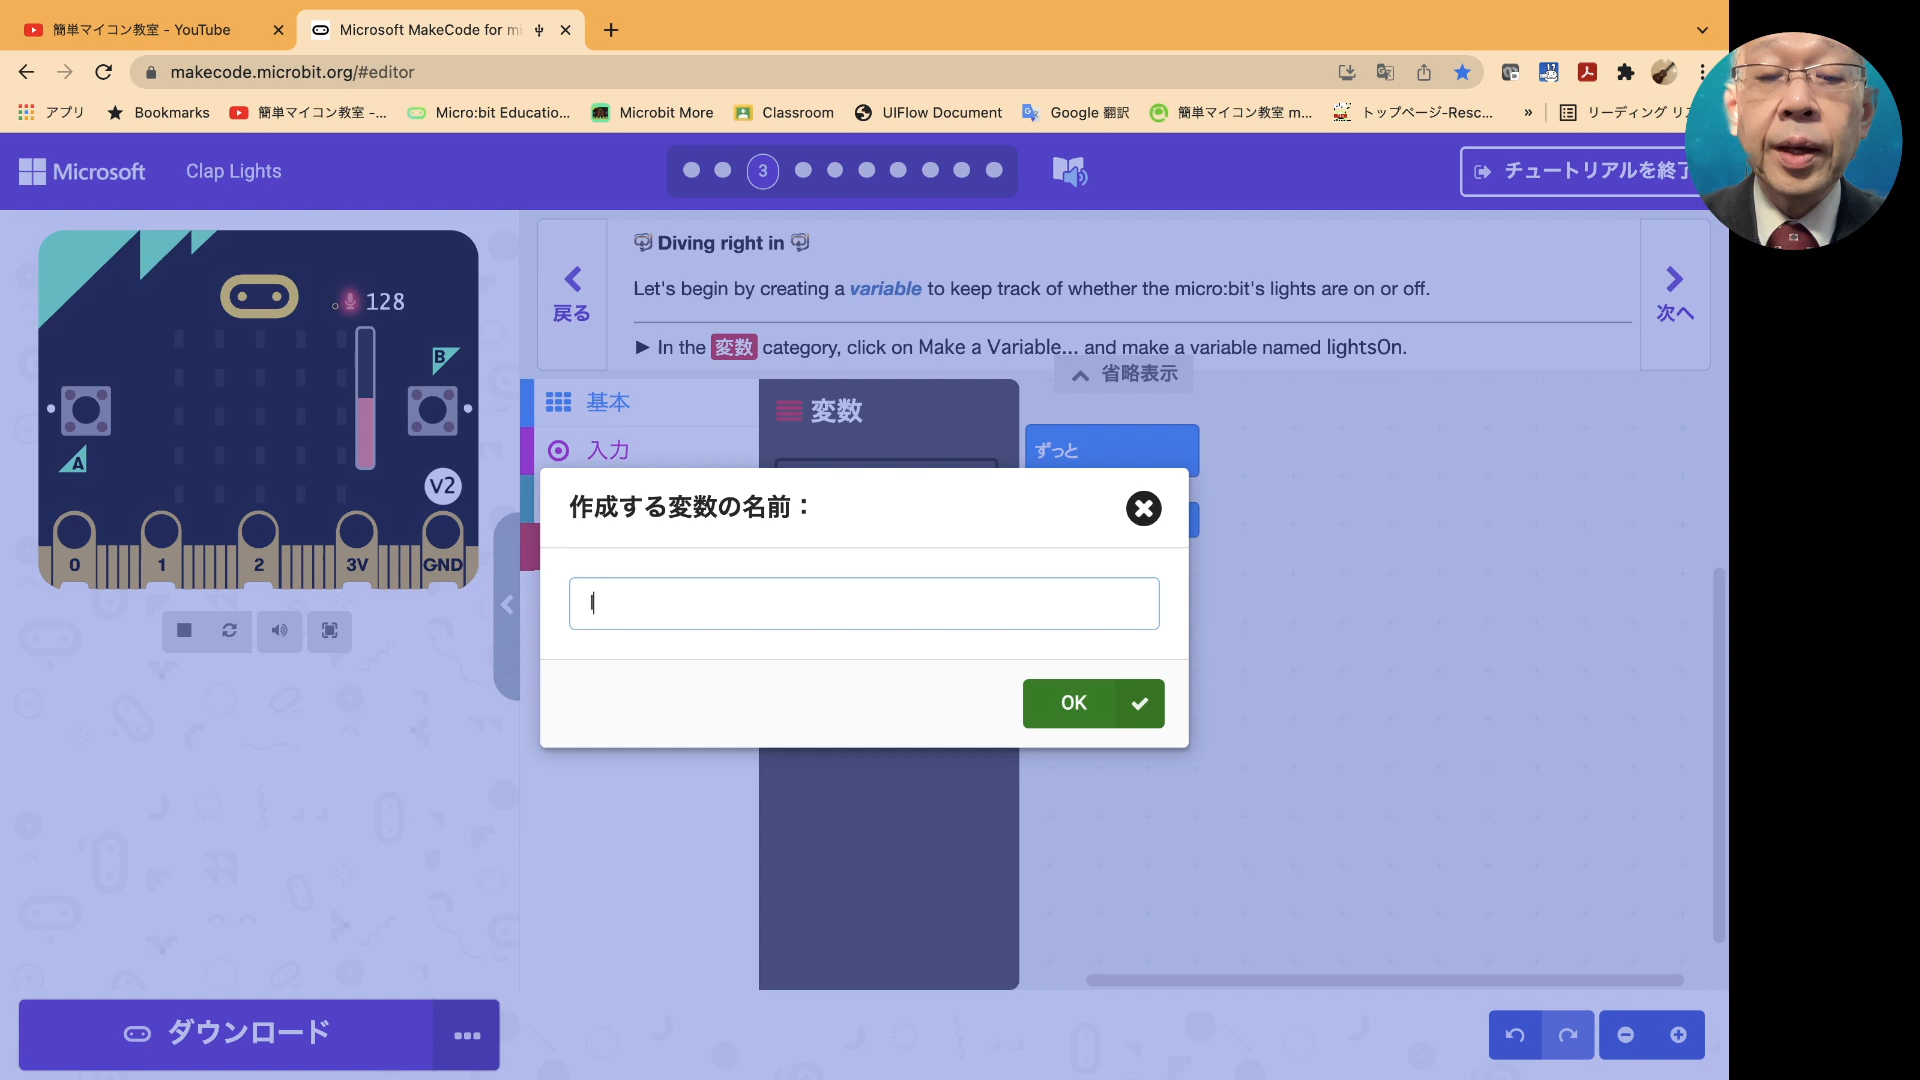 簡単マイコン教室 - YouTube
Microsoft MakeCode for mi
makecode.microbit.org/#editor
アプリ
Bookmarks
簡単マイコン教室 -...
Micro:bit Educatio...
Microbit More
Classroom
UIFlow Document
Google 翻訳
簡単マイコン教室 m...
トップページ-Resc...
»
リーディング リ
Microsoft
Clap Lights
3
チュートリアルを終了
128
B
A
V2
0
1
2
3V
GND
戻る
Diving right in
Let's begin by creating a variable to keep track of whether the micro:bit's lights are on or off.
► In the 変数 category, click on Make a Variable... and make a variable named lightsOn.
次へ
省略表示
基本
変数
入力
ずっと
作成する変数の名前：
l
OK
ダウンロード